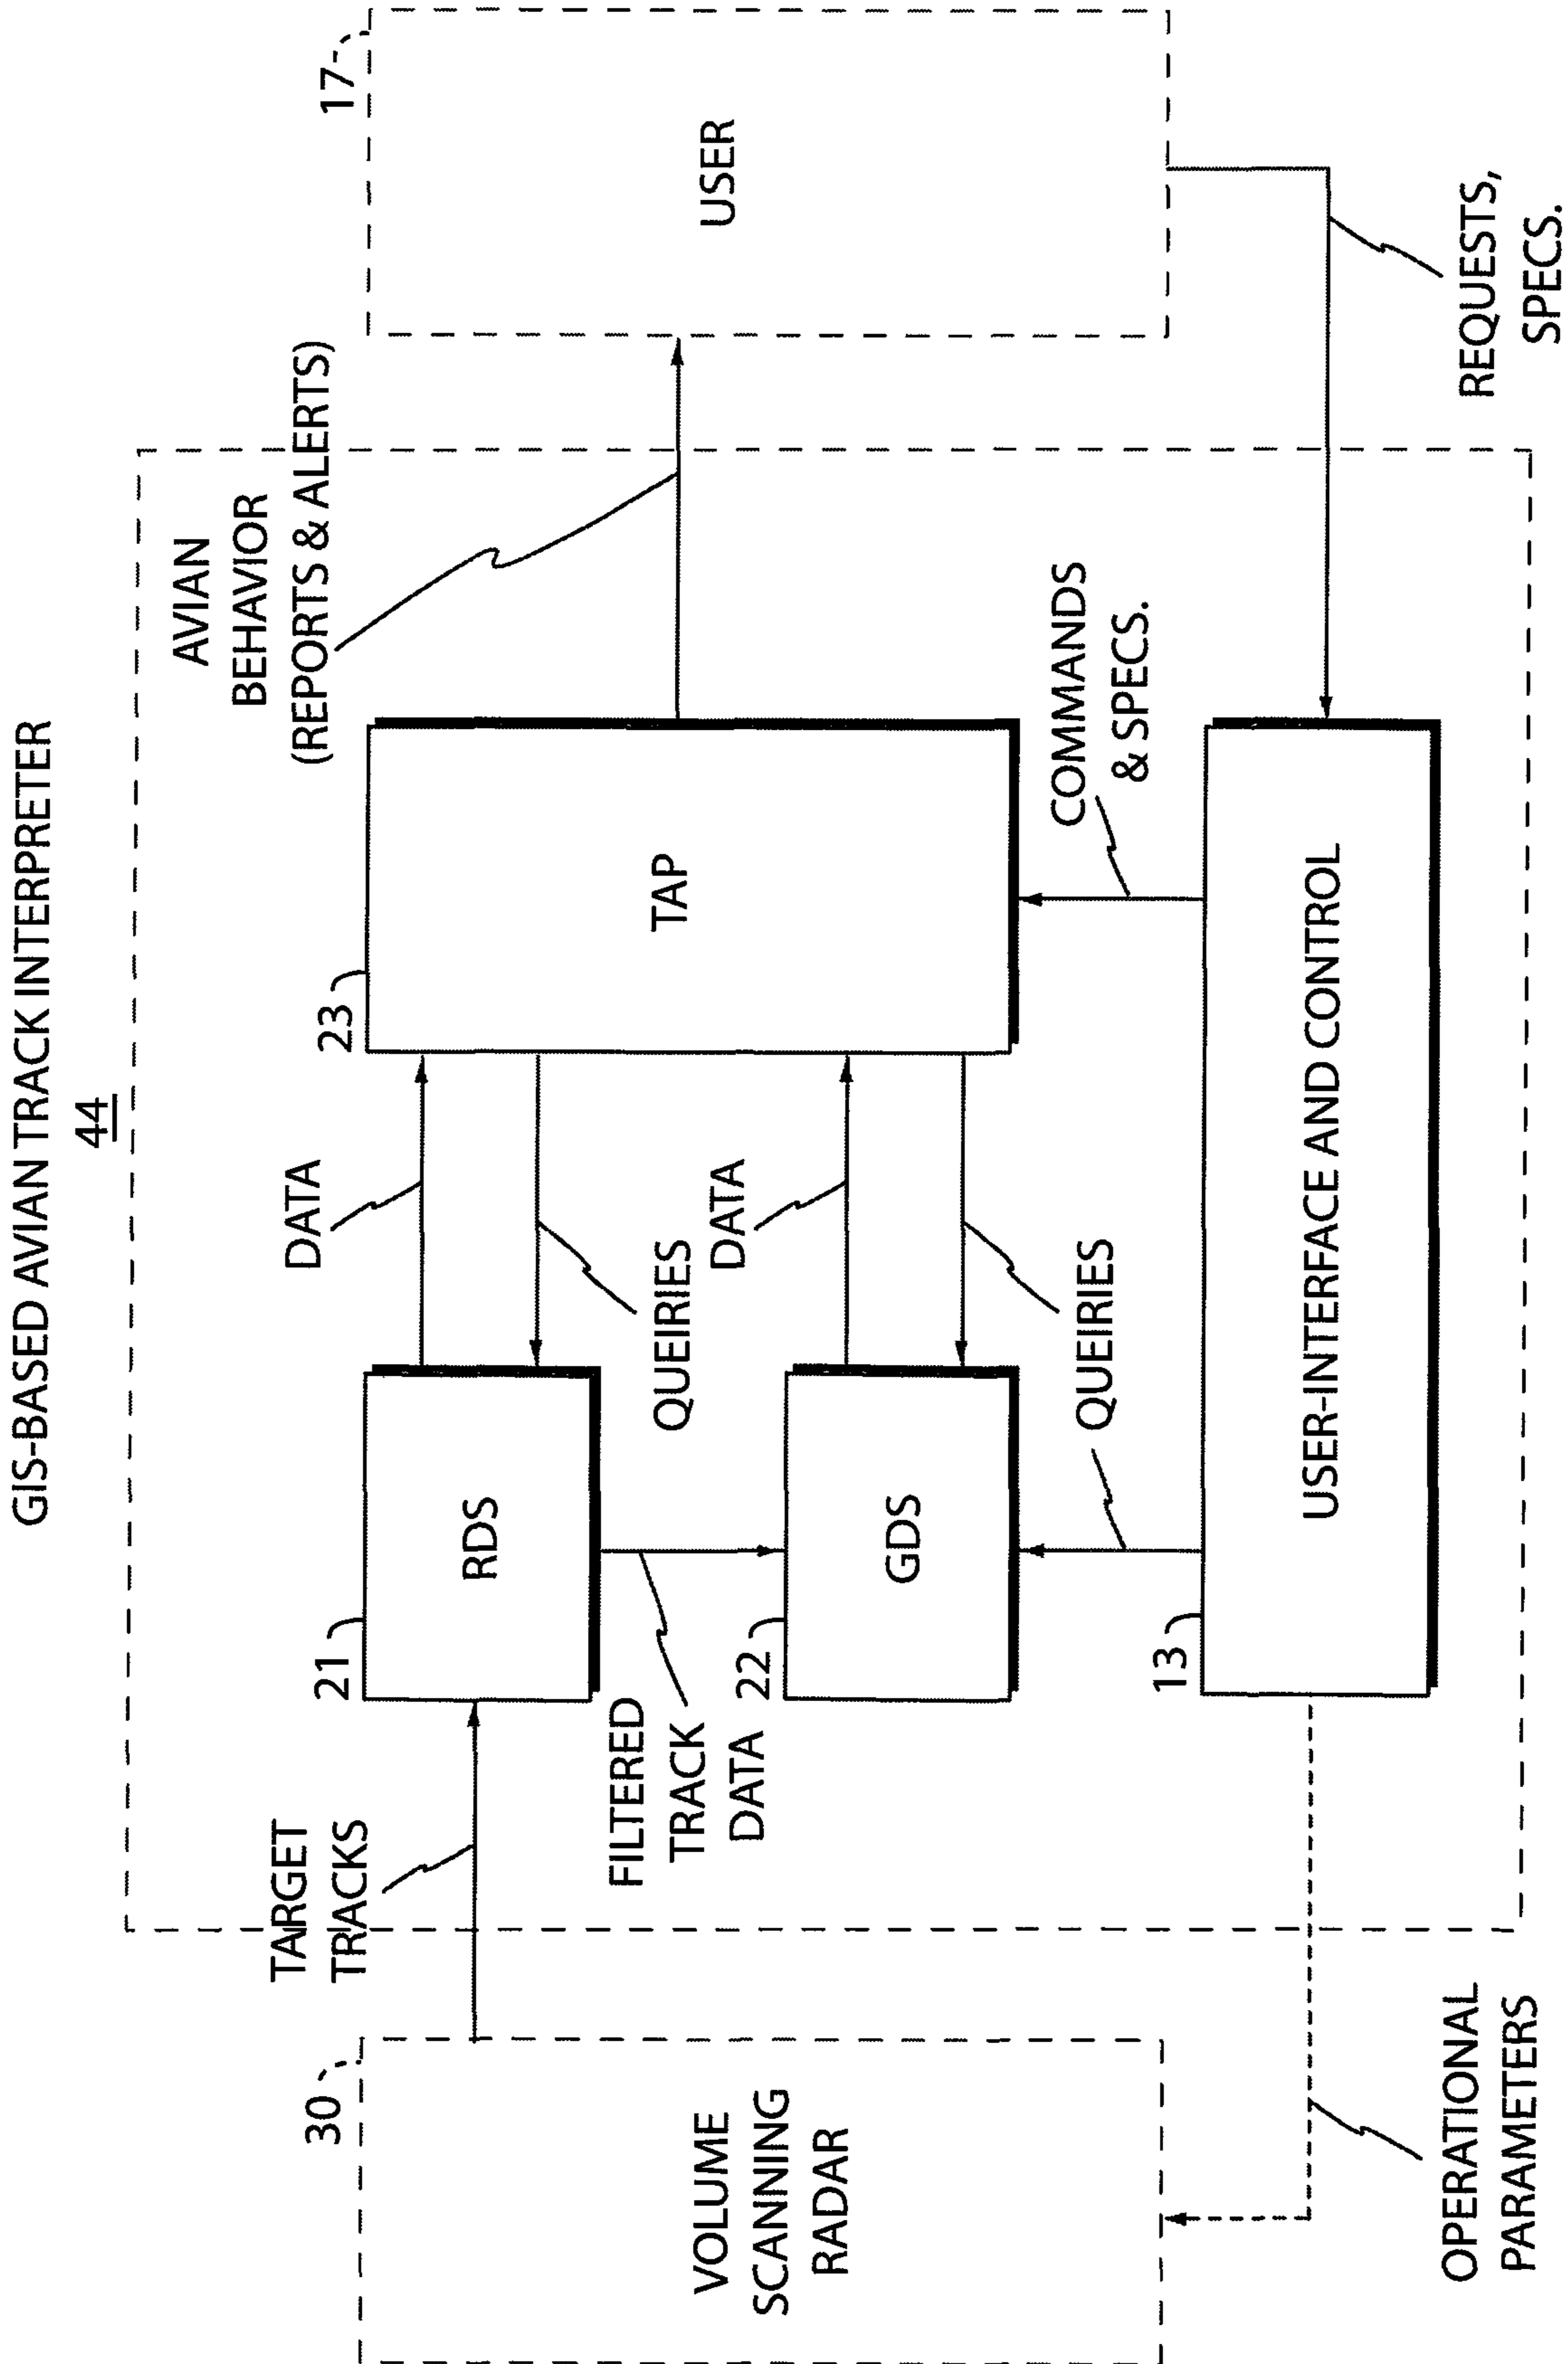 GIS-BASED AVIAN TRACK INTERPRETER
44
30
VOLUME
SCANNING
RADAR
TARGET
TRACKS
21
RDS
FILTERED
TRACK
DATA
22
GDS
DATA
QUEIRIES
DATA
QUEIRIES
23
TAP
AVIAN
BEHAVIOR
(REPORTS & ALERTS)
COMMANDS
& SPECS.
13
USER-INTERFACE AND CONTROL
17
USER
REQUESTS,
SPECS.
OPERATIONAL
PARAMETERS